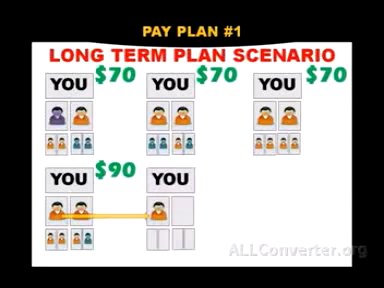 PAY PLAN #1
LONG TERM PLAN SCENARIO
YOU $70 YOU $70 YOU $70
YOU $90 YOU
ALLConverter.org